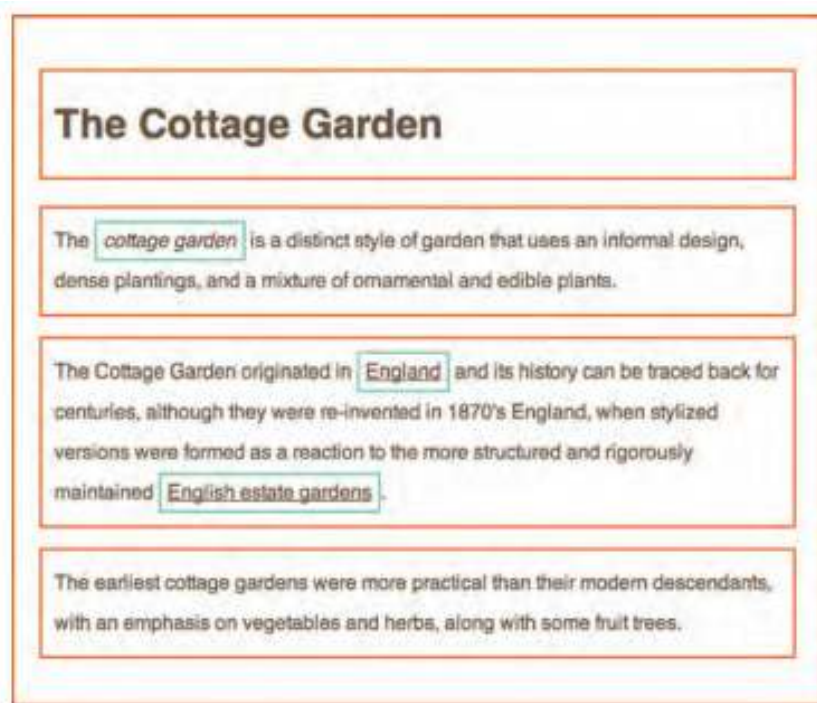 The Cottage Garden
The cottage garden is a distinct style of garden that uses an informal design,
dense plantings, and a mixture of ornamental and edible plants.
The Cottage Garden originated in England and its history can be traced back for
centuries, although they were re-invented in 1870's England, when stylized
versions were formed as a reaction to the more structured and rigorously
maintained English estate gardens.
The earliest cottage gardens were more practical than their modern descendants,
with an emphasis on vegetables and herbs, along with some fruit trees.